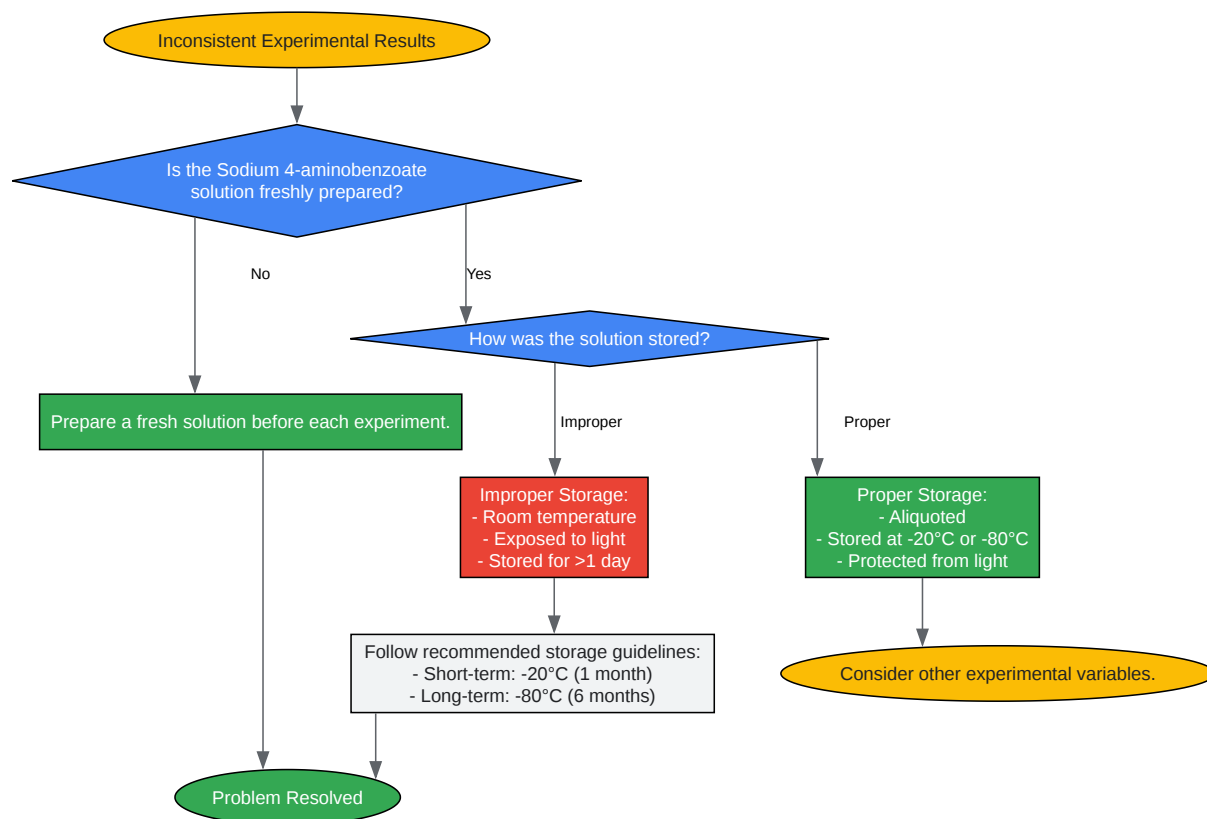 Inconsistent Experimental Results
Is the Sodium 4-aminobenzoate
solution freshly prepared?
No
Yes
How was the solution stored?
Prepare a fresh solution before each experiment.
Improper
Proper
Improper Storage:
- Room temperature
- Exposed to light
- Stored for >1 day
Proper Storage:
- Aliquoted
- Stored at -20°C or -80°C
- Protected from light
Follow recommended storage guidelines:
- Short-term: -20°C (1 month)
- Long-term: -80°C (6 months)
Consider other experimental variables.
Problem Resolved